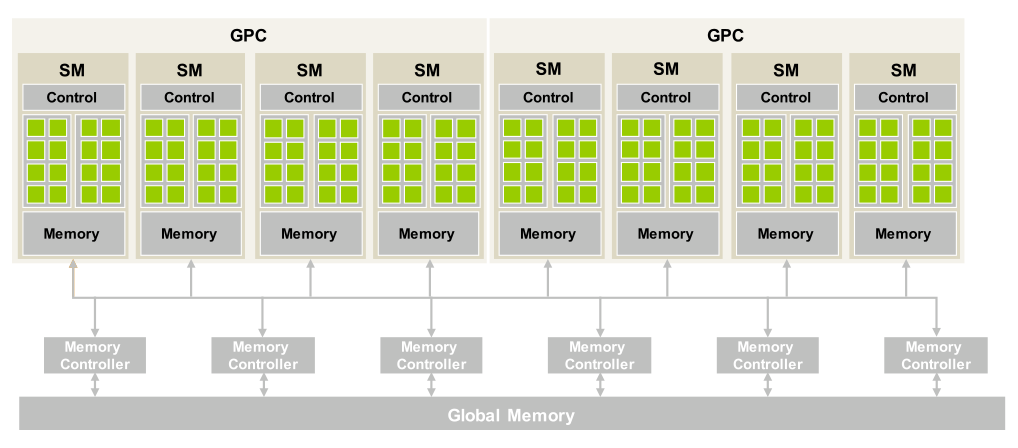 GPC GPC
SM SM SM SM SM SM SM SM
Control Control Control Control Control Control Control Control
Memory Memory Memory Memory Memory Memory Memory Memory
Memory Memory Memory Memory Memory Memory
Controller Controller Controller Controller Controller Controller
Global Memory